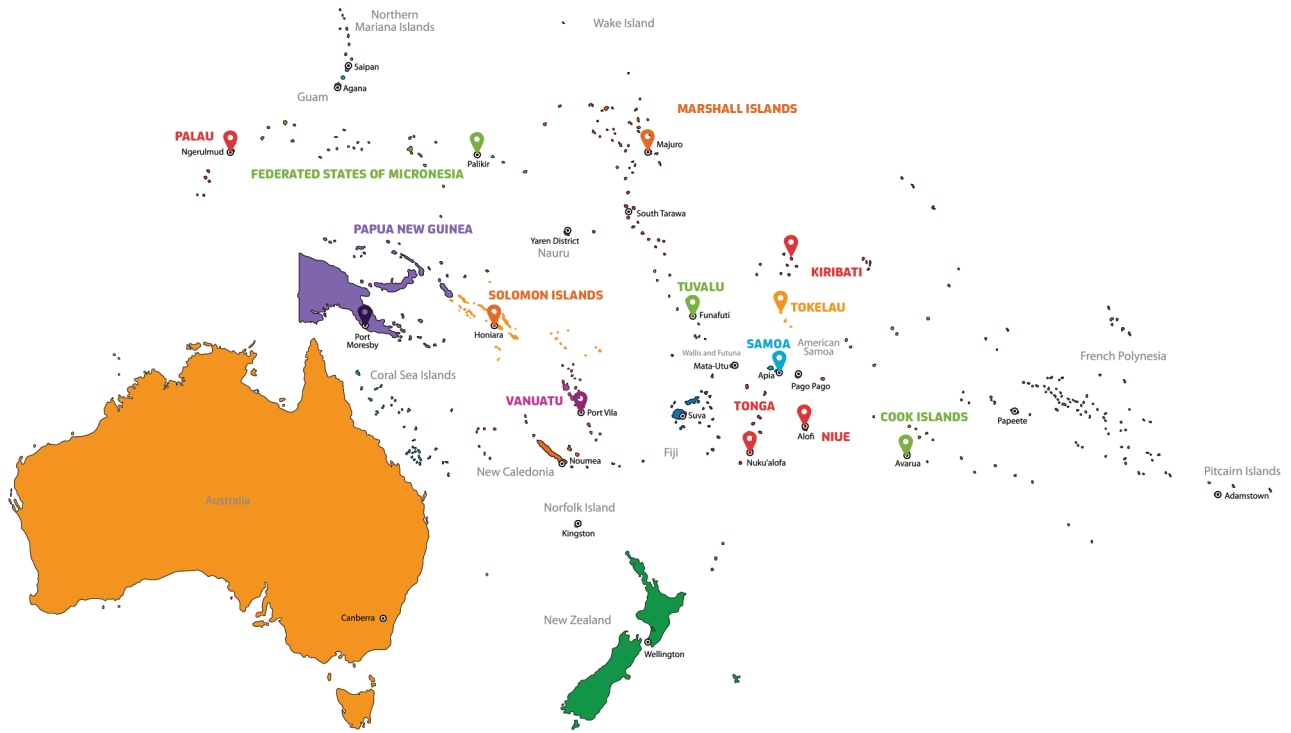 Northern
Mariana Islands
Wake Island
Saipan
Agana
Guam
MARSHALL ISLANDS
PALAU
Ngerulmud
Majuro
Palikir
FEDERATED STATES OF MICRONESIA
South Tarawa
PAPUA NEW GUINEA
Yaren District
Nauru
KIRIBATI
TUVALU
SOLOMON ISLANDS
TOKELAU
Funafuti
Honiara
Port
Moresby
SAMOA
American
Samoa
Wallis and Futuna
French Polynesia
Mata-Utu
Apia
Coral Sea Islands
Pago Pago
VANUATU
TONGA
Port Vila
Suva
COOK ISLANDS
Papeete
Alofi
NIUE
Fiji
Noumea
Nuku'alofa
Avarua
New Caledonia
Pitcairn Islands
Adamstown
Australia
Norfolk Island
Kingston
Canberra
New Zealand
Wellington